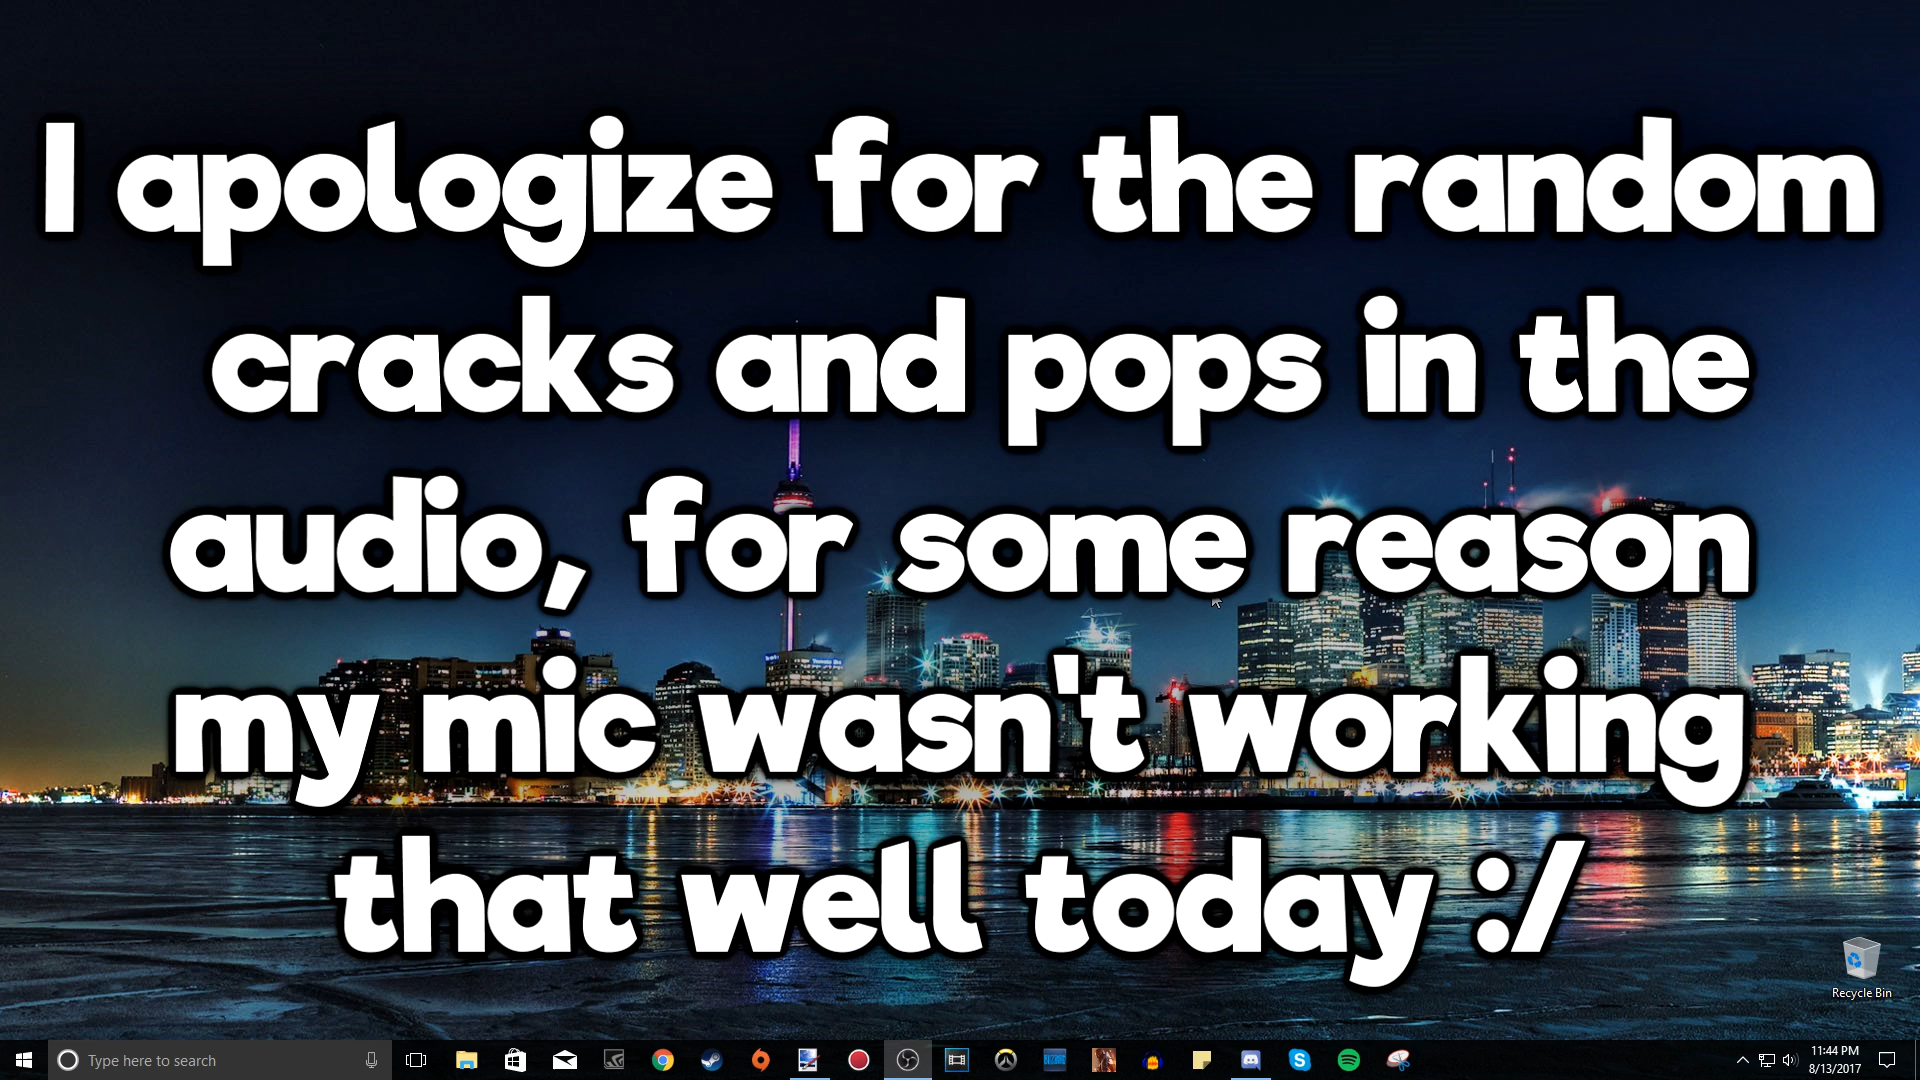 I apologize for the random
cracks and pops in the
audio, for some reason
my mic wasn't working
that well today :/
Recycle Bin
Type here to search
11:44 PM
8/13/2017